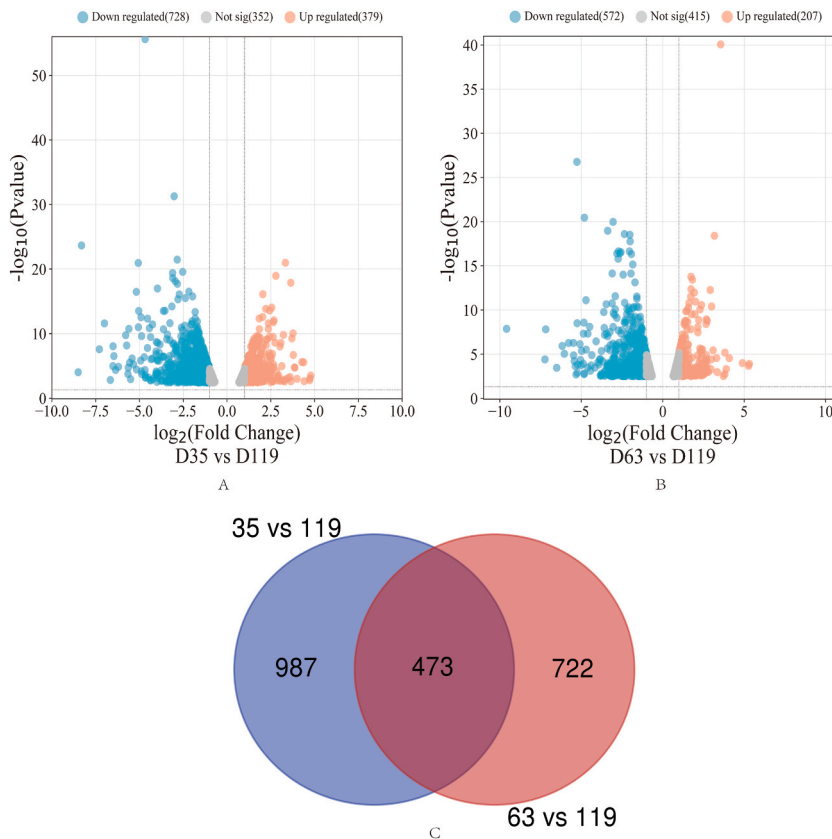 Down regulated(728) Not sig(352) Up regulated(379)
50
40
30
20
10
0
-log10(Pvalue)
−10.0 −7.5 −5.0 −2.5 0.0 2.5 5.0 7.5 10.0
log2(Fold Change)
D35 vs D119
A
Down regulated(572) Not sig(415) Up regulated(207)
40
35
30
25
20
15
10
5
0
-log10(Pvalue)
−10 −5 0 5 10
log2(Fold Change)
D63 vs D119
B
35 vs 119
987 473 722
63 vs 119
C